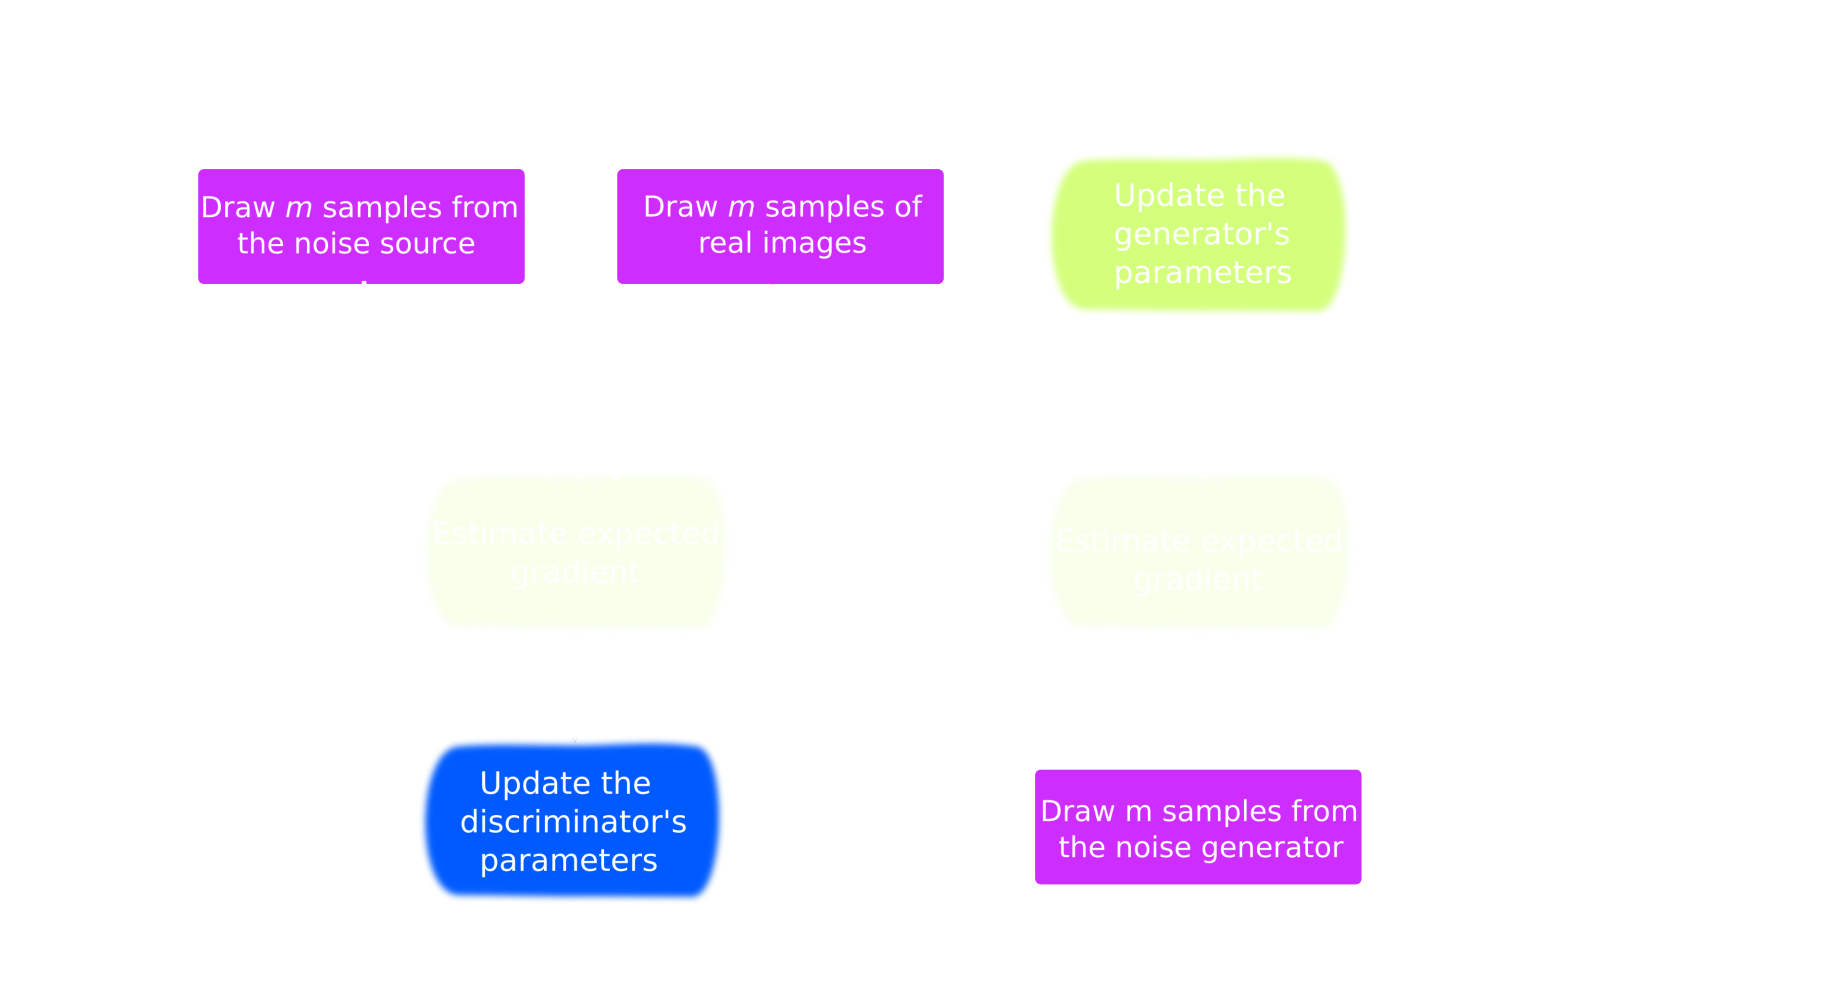 Draw m samples from
the noise source
Draw m samples of
real images
Update the
generator's
parameters
Estimate expected
gradient
Estimate expected
gradient
Update the
discriminator's
parameters
Draw m samples from
the noise generator